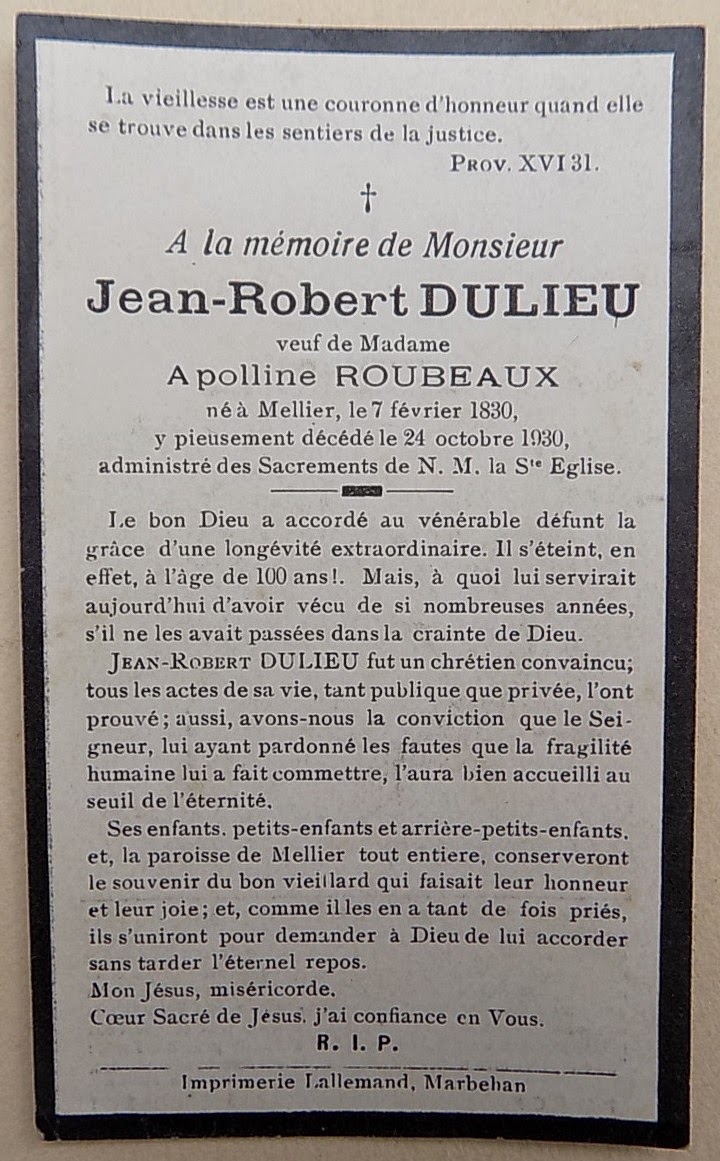 La vieillesse est une couronne d'honneur quand elle
se trouve dans les sentiers de la justice.
PROV. XVI 31.
†
A la mémoire de Monsieur
Jean-Robert DULIEU
veuf de Madame
Apolline ROUBEAUX
né à Mellier, le 7 février 1830,
y pieusement décédé le 24 octobre 1930,
administré des Sacrements de N. M. la Ste Eglise.
Le bon Dieu a accordé au vénérable défunt la
grâce d'une longévité extraordinaire. Il s'éteint, en
effet, à l'âge de 100 ans!. Mais, à quoi lui servirait
aujourd'hui d'avoir vécu de si nombreuses années,
s'il ne les avait passées dans la crainte de Dieu.
JEAN-ROBERT DULIEU fut un chrétien convaincu;
tous les actes de sa vie, tant publique que privée, l'ont
prouvé; aussi, avons-nous la conviction que le Sei-
gneur, lui ayant pardonné les fautes que la fragilité
humaine lui a fait commettre, l'aura bien accueilli au
seuil de l'éternité.
Ses enfants, petits-enfants et arrière-petits-enfants,
et, la paroisse de Mellier tout entiere, conserveront
le souvenir du bon vieillard qui faisait leur honneur
et leur joie; et, comme il les en a tant de fois priés,
ils s'uniront pour demander à Dieu de lui accorder
sans tarder l'éternel repos.
Mon Jésus, miséricorde.
Cœur Sacré de Jésus, j'ai confiance en Vous.
R. I. P.
Imprimerie Lallemand, Marbehan